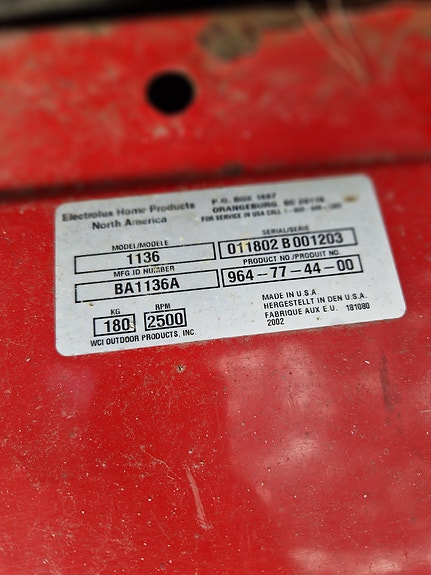 Electrolux Home Products
North America
P.O. BOX 1687
ORANGEBURG, SC 29116
FOR SERVICE IN USA CALL
MODEL/MODELE
1136
SERIAL/SERIE
011802 B 001203
MFG ID NUMBER
BA1136A
PRODUCT NO./PRODUIT NO.
964-77-44-00
KG
180
RPM
2500
WCI OUTDOOR PRODUCTS, INC.
MADE IN U.S.A.
HERGESTELLT IN DEN U.S.A.
FABRIQUE AUX E.U. 181080
2002